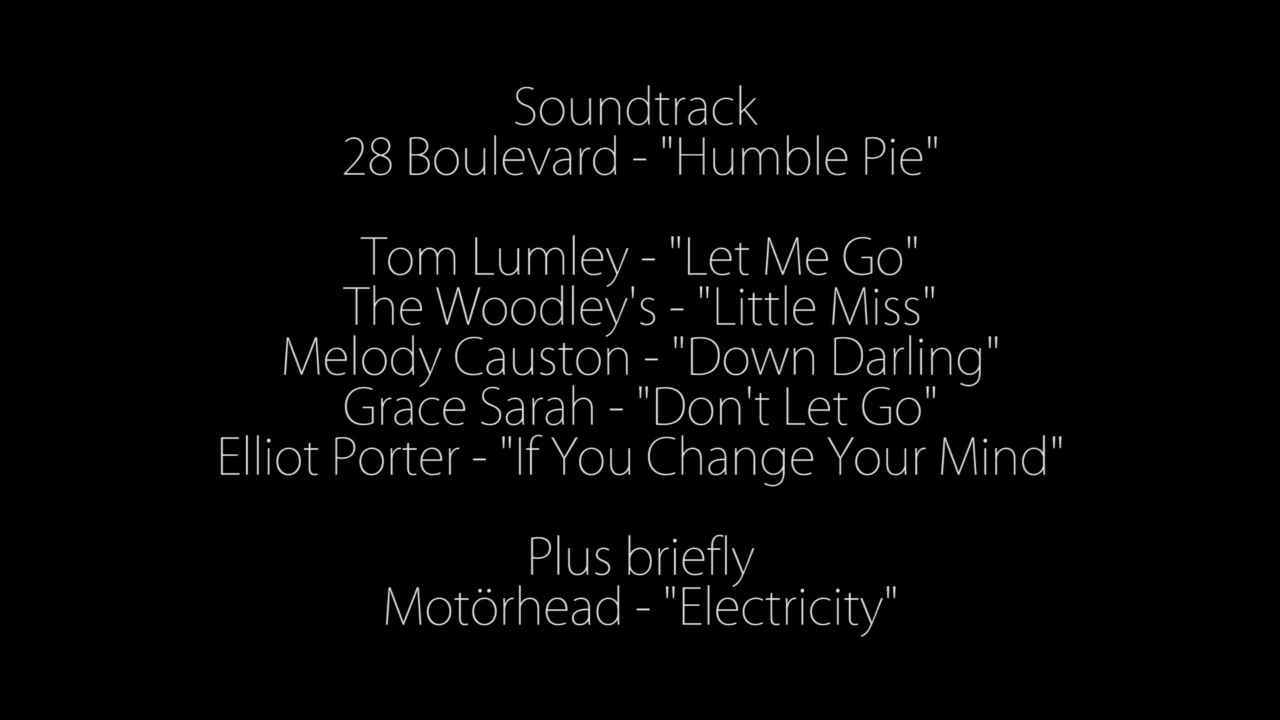 Soundtrack
28 Boulevard - "Humble Pie"
Tom Lumley - "Let Me Go"
The Woodley's - "Little Miss"
Melody Causton - "Down Darling"
Grace Sarah - "Don't Let Go"
Elliot Porter - "If You Change Your Mind"
Plus briefly
Motörhead - "Electricity"